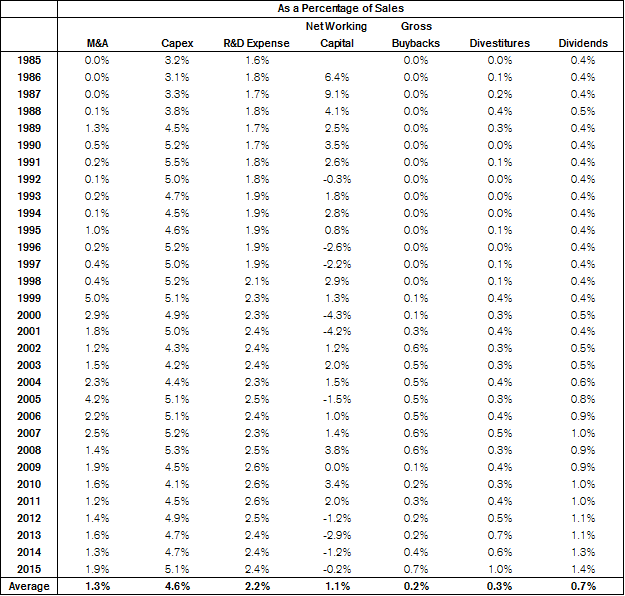 As a Percentage of Sales
Net Working Gross
M&A Capex R&D Expense Capital Buybacks Divestitures Dividends
1985 0.0% 3.2% 1.6% 0.0% 0.0% 0.4%
1986 0.0% 3.1% 1.8% 6.4% 0.0% 0.1% 0.4%
1987 0.0% 3.3% 1.7% 9.1% 0.0% 0.2% 0.4%
1988 0.1% 3.8% 1.8% 4.1% 0.0% 0.4% 0.5%
1989 1.3% 4.5% 1.7% 2.5% 0.0% 0.3% 0.4%
1990 0.5% 5.2% 1.7% 3.5% 0.0% 0.0% 0.4%
1991 0.2% 5.5% 1.8% 2.6% 0.0% 0.1% 0.4%
1992 0.1% 5.0% 1.8% -0.3% 0.0% 0.0% 0.4%
1993 0.2% 4.7% 1.9% 1.8% 0.0% 0.0% 0.4%
1994 0.1% 4.5% 1.9% 2.8% 0.0% 0.0% 0.4%
1995 1.0% 4.6% 1.9% 0.8% 0.0% 0.1% 0.4%
1996 0.2% 5.2% 1.9% -2.6% 0.0% 0.0% 0.4%
1997 0.4% 5.0% 1.9% -2.2% 0.0% 0.1% 0.4%
1998 0.4% 5.2% 2.1% 2.9% 0.0% 0.1% 0.4%
1999 5.0% 5.1% 2.3% 1.3% 0.1% 0.4% 0.4%
2000 2.9% 4.9% 2.3% -4.3% 0.1% 0.3% 0.5%
2001 1.8% 5.0% 2.4% -4.2% 0.3% 0.4% 0.4%
2002 1.2% 4.3% 2.4% 1.2% 0.6% 0.3% 0.5%
2003 1.5% 4.2% 2.4% 2.0% 0.5% 0.3% 0.5%
2004 2.3% 4.4% 2.3% 1.5% 0.5% 0.4% 0.6%
2005 4.2% 5.1% 2.5% -1.5% 0.5% 0.3% 0.8%
2006 2.2% 5.1% 2.4% 1.0% 0.5% 0.4% 0.9%
2007 2.5% 5.2% 2.3% 1.4% 0.6% 0.5% 1.0%
2008 1.4% 5.3% 2.5% 3.8% 0.6% 0.3% 0.9%
2009 1.9% 4.5% 2.6% 0.0% 0.1% 0.4% 0.9%
2010 1.6% 4.1% 2.6% 3.4% 0.2% 0.3% 1.0%
2011 1.2% 4.5% 2.6% 2.0% 0.3% 0.4% 1.0%
2012 1.4% 4.9% 2.5% -1.2% 0.2% 0.5% 1.1%
2013 1.6% 4.7% 2.4% -2.9% 0.2% 0.7% 1.1%
2014 1.3% 4.7% 2.4% -1.2% 0.4% 0.6% 1.3%
2015 1.9% 5.1% 2.4% -0.2% 0.7% 1.0% 1.4%
Average 1.3% 4.6% 2.2% 1.1% 0.2% 0.3% 0.7%